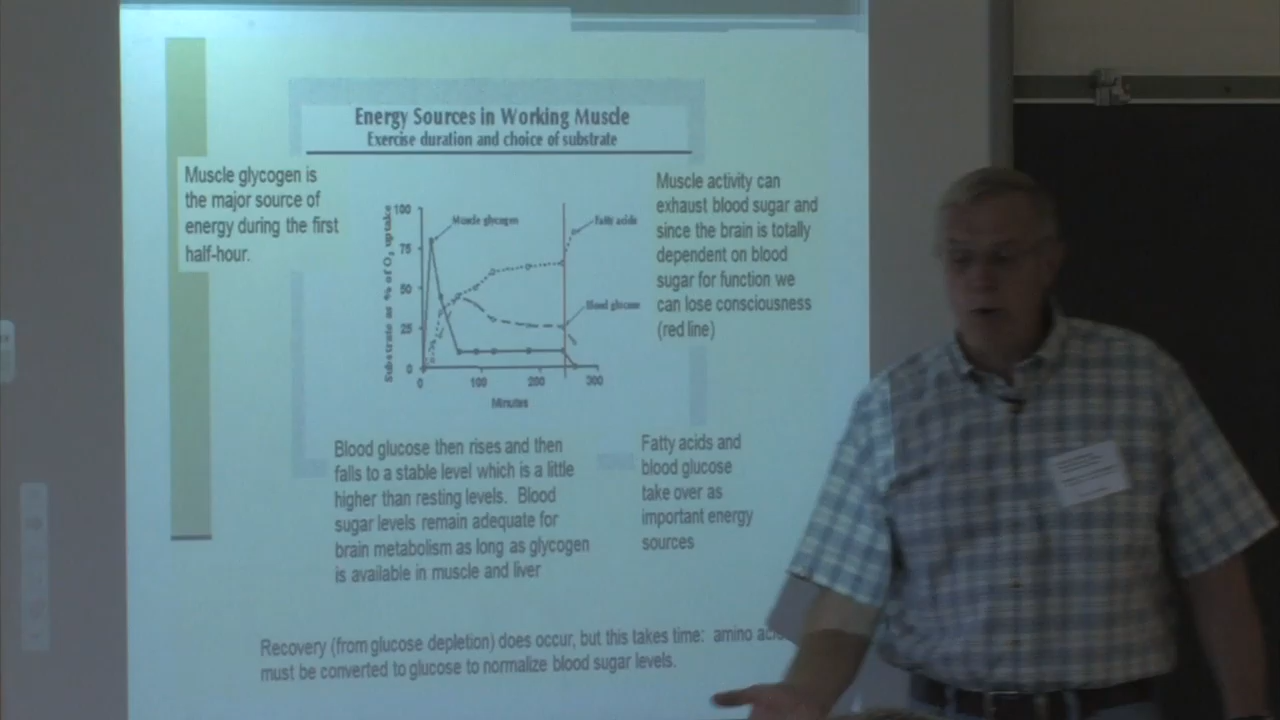 Energy Sources in Working Muscle
Exercise duration and choice of substrate
Muscle glycogen is
the major source of
energy during the first
half-hour.
Substrate as % of O2 uptake
100
75
50
25
0
Muscle glycogen
Fatty acids
Blood glucose
0 100 200 300
Minutes
Muscle activity can
exhaust blood sugar and
since the brain is totally
dependent on blood
sugar for function we
can lose consciousness
(red line)
Blood glucose then rises and then
falls to a stable level which is a little
higher than resting levels. Blood
sugar levels remain adequate for
brain metabolism as long as glycogen
is available in muscle and liver
Fatty acids and
blood glucose
take over as
important energy
sources
Recovery (from glucose depletion) does occur, but this takes time: amino
must be converted to glucose to normalize blood sugar levels.